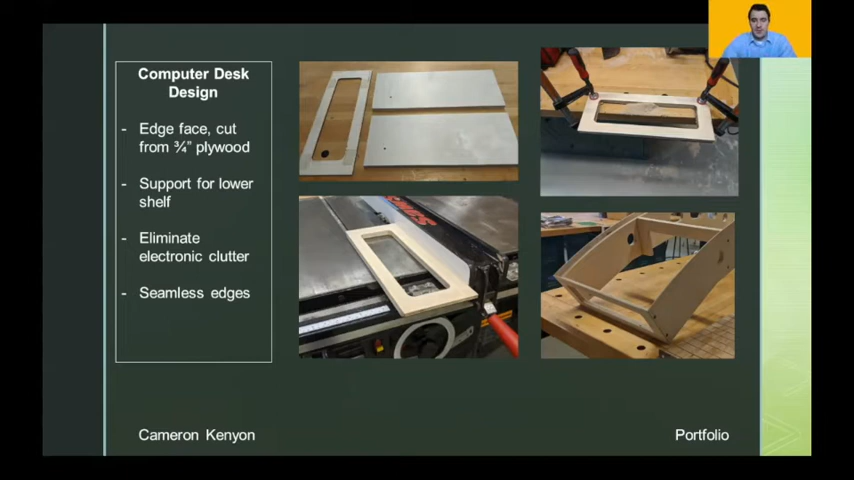 Computer Desk
Design
- Edge face, cut
from ¾” plywood
- Support for lower
shelf
- Eliminate
electronic clutter
- Seamless edges
Cameron Kenyon
Portfolio